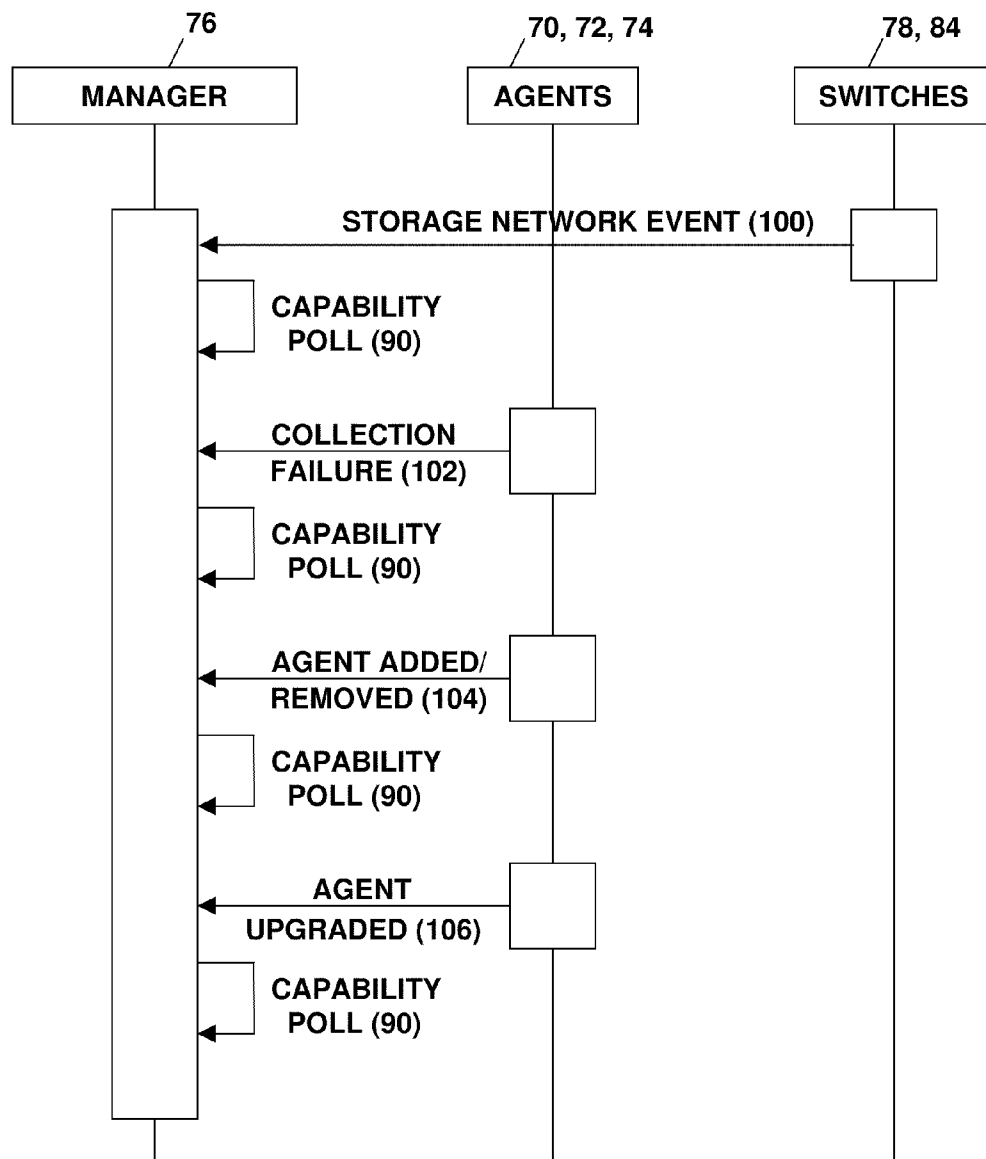 76
70, 72, 74
78, 84
MANAGER
AGENTS
SWITCHES
STORAGE NETWORK EVENT (100)
CAPABILITY
POLL (90)
COLLECTION
FAILURE (102)
CAPABILITY
POLL (90)
AGENT ADDED/
REMOVED (104)
CAPABILITY
POLL (90)
AGENT
UPGRADED (106)
CAPABILITY
POLL (90)